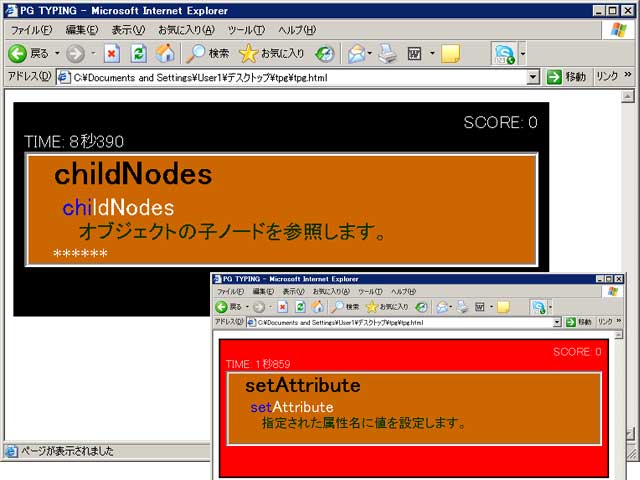 PG TYPING - Microsoft Internet Explorer
ファイル(F) 編集(E) 表示(V) お気に入り(A) ツール(T) ヘルプ(H)
戻る 検索 お気に入り
アドレス(D) C:¥Documents and Settings¥User1¥デスクトップ¥tpg¥tpg.html 移動 リンク »
SCORE: 0
TIME: 8秒390
childNodes
childNodes
オブジェクトの子ノードを参照します。
******
ページが表示されました
PG TYPING - Microsoft Internet Explorer
ファイル(F) 編集(E) 表示(V) お気に入り(A) ツール(T) ヘルプ(H)
戻る 検索 お気に入り
アドレス(D) C:¥Documents and Settings¥User1¥デスクトップ¥tpg¥tpg.html 移動 リンク »
SCORE: 0
TIME: 1秒859
setAttribute
setAttribute
指定された属性名に値を設定します。